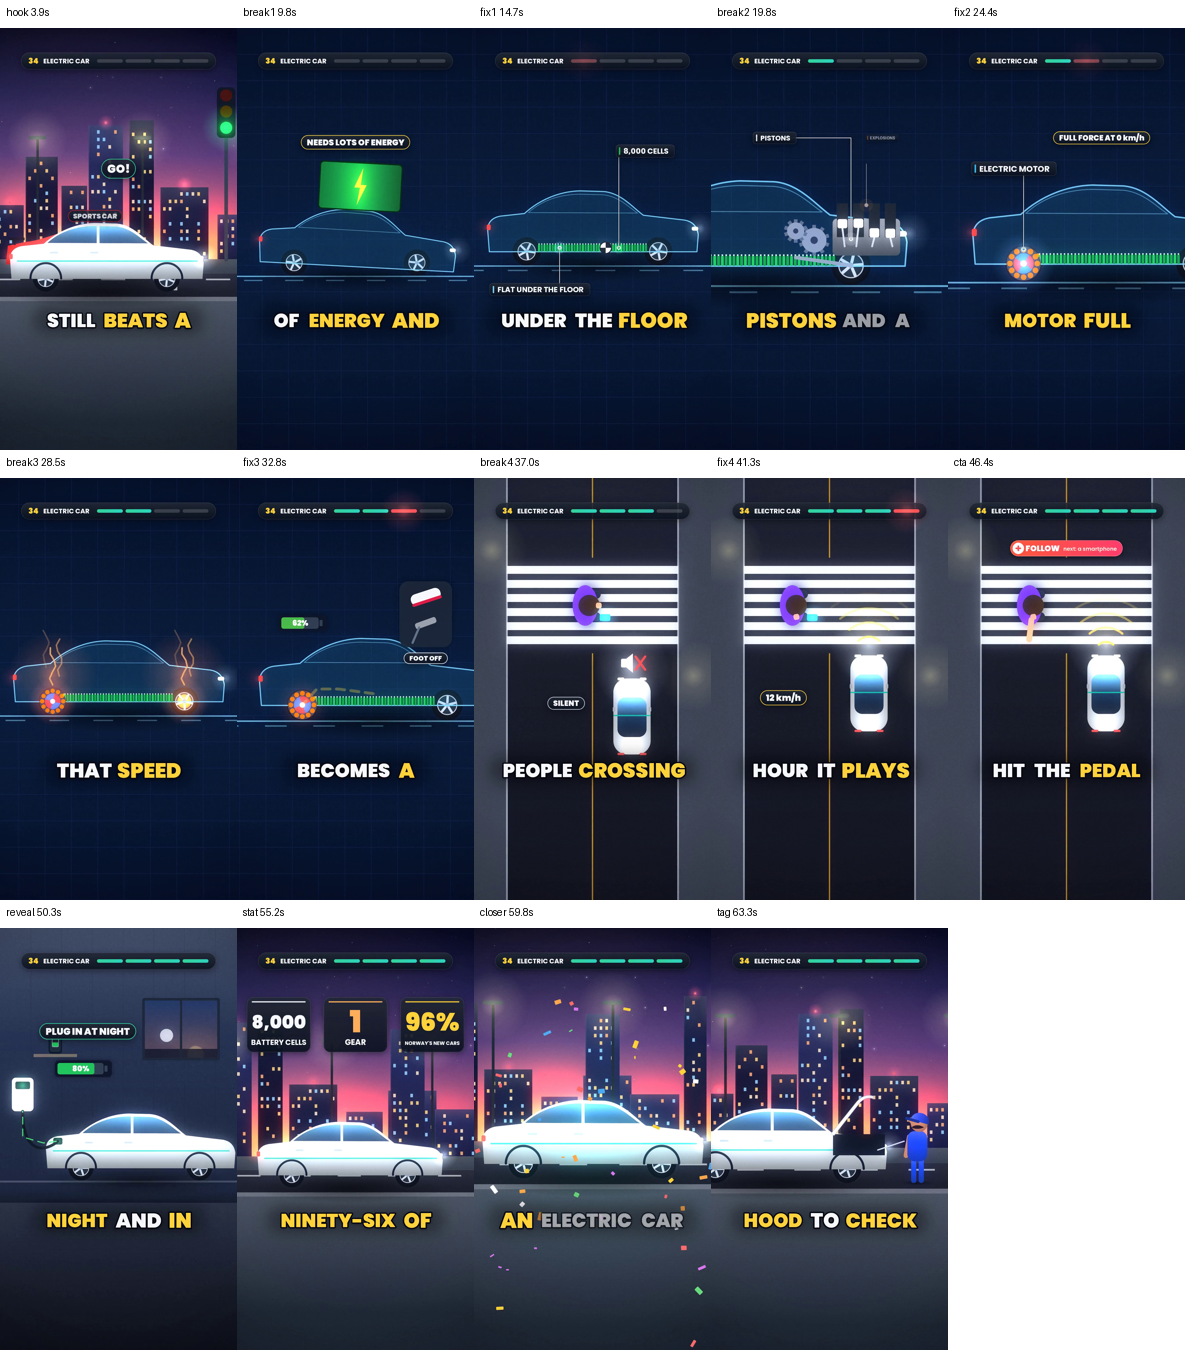 hook 3.9s
34 ELECTRIC CAR
GO!
SPORTS CAR
STILL BEATS A
break1 9.8s
34 ELECTRIC CAR
NEEDS LOTS OF ENERGY
OF ENERGY AND
fix1 14.7s
34 ELECTRIC CAR
8,000 CELLS
FLAT UNDER THE FLOOR
UNDER THE FLOOR
break2 19.8s
34 ELECTRIC CAR
PISTONS
EXPLOSIONS
PISTONS AND A
fix2 24.4s
34 ELECTRIC CAR
FULL FORCE AT 0 km/h
ELECTRIC MOTOR
MOTOR FULL
break3 28.5s
34 ELECTRIC CAR
THAT SPEED
fix3 32.8s
34 ELECTRIC CAR
62%
FOOT OFF
BECOMES A
break4 37.0s
34 ELECTRIC CAR
SILENT
PEOPLE CROSSING
fix4 41.3s
34 ELECTRIC CAR
12 km/h
HOUR IT PLAYS
cta 46.4s
34 ELECTRIC CAR
FOLLOW next: a smartphone
HIT THE PEDAL
reveal 50.3s
34 ELECTRIC CAR
PLUG IN AT NIGHT
80%
NIGHT AND IN
stat 55.2s
34 ELECTRIC CAR
8,000
BATTERY CELLS
1
GEAR
96%
NORWAY'S NEW CARS
NINETY-SIX OF
closer 59.8s
34 ELECTRIC CAR
AN ELECTRIC CAR
tag 63.3s
34 ELECTRIC CAR
HOOD TO CHECK